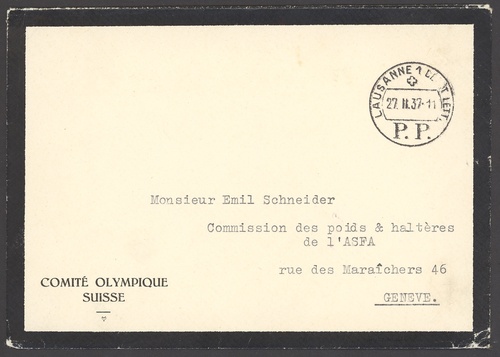 LAUSANNE 1 LETT.
27. II. 37-11
P.P.
Monsieur Emil Schneider
Commission des poids & haltères
de l'ASFA
rue des Maraîchers 46
GENEVE.
COMITÉ OLYMPIQUE
SUISSE